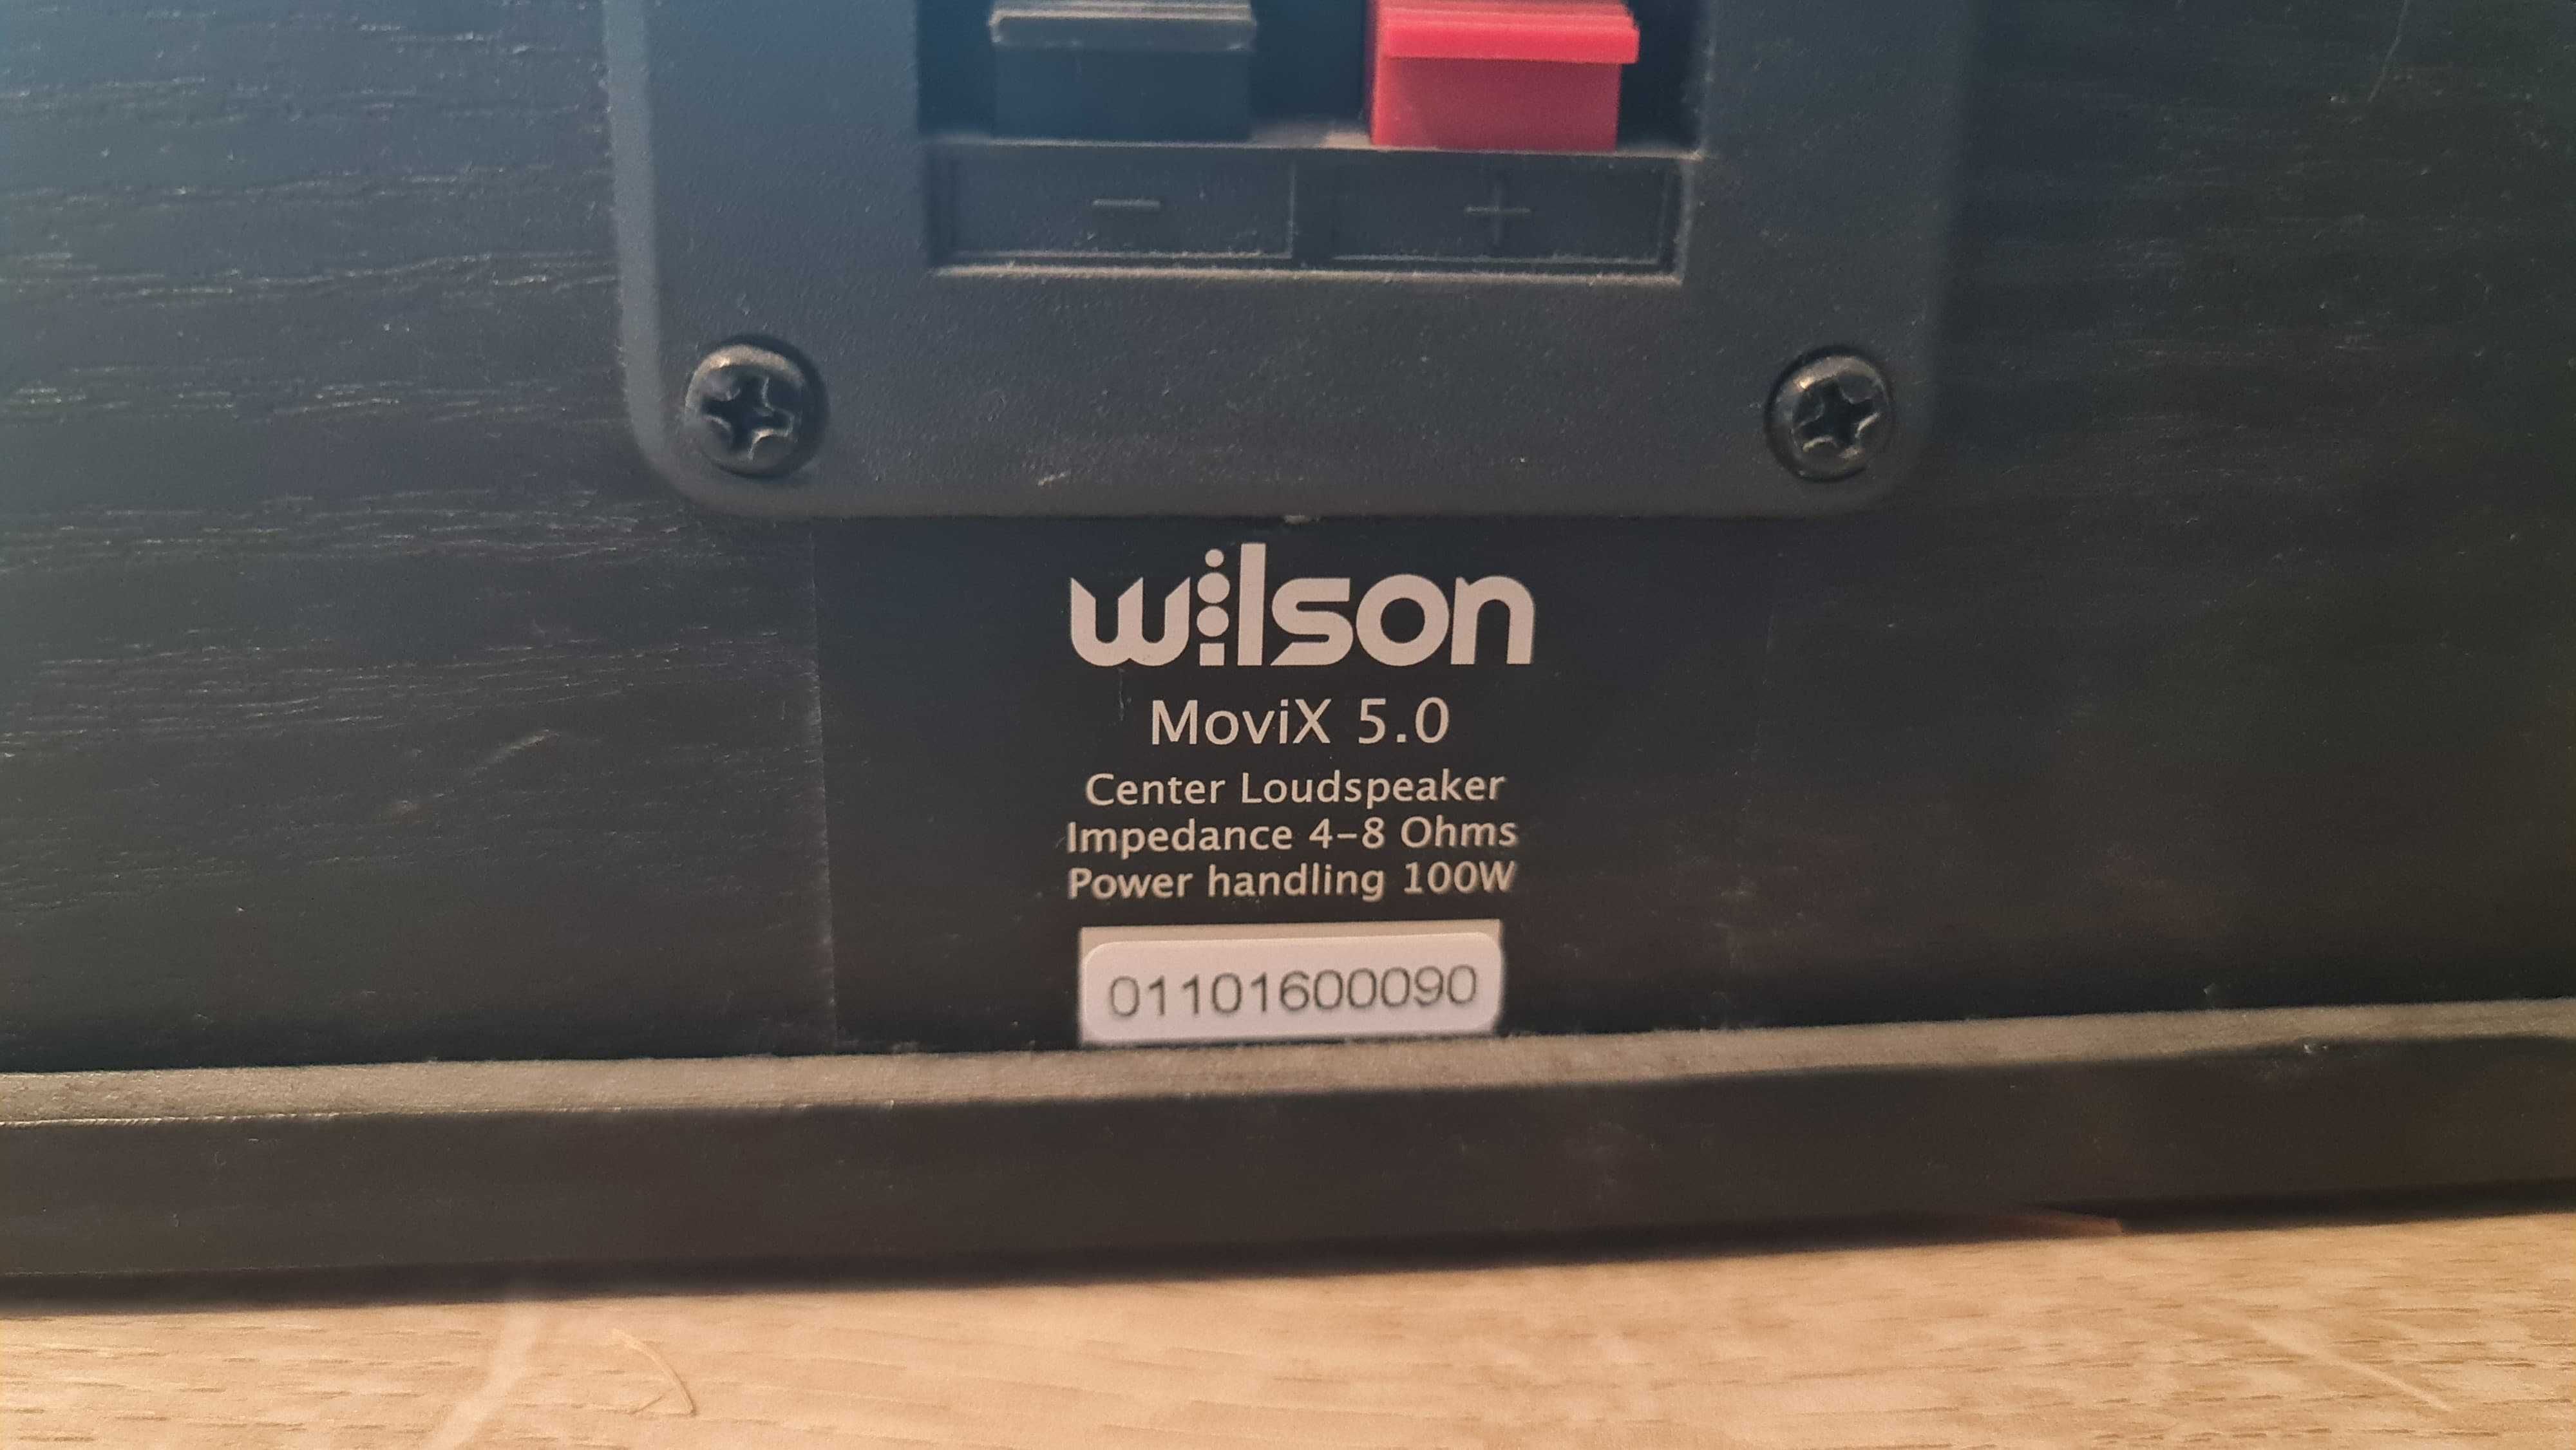 − +
wilson
MoviX 5.0
Center Loudspeaker
Impedance 4-8 Ohms
Power handling 100W
01101600090